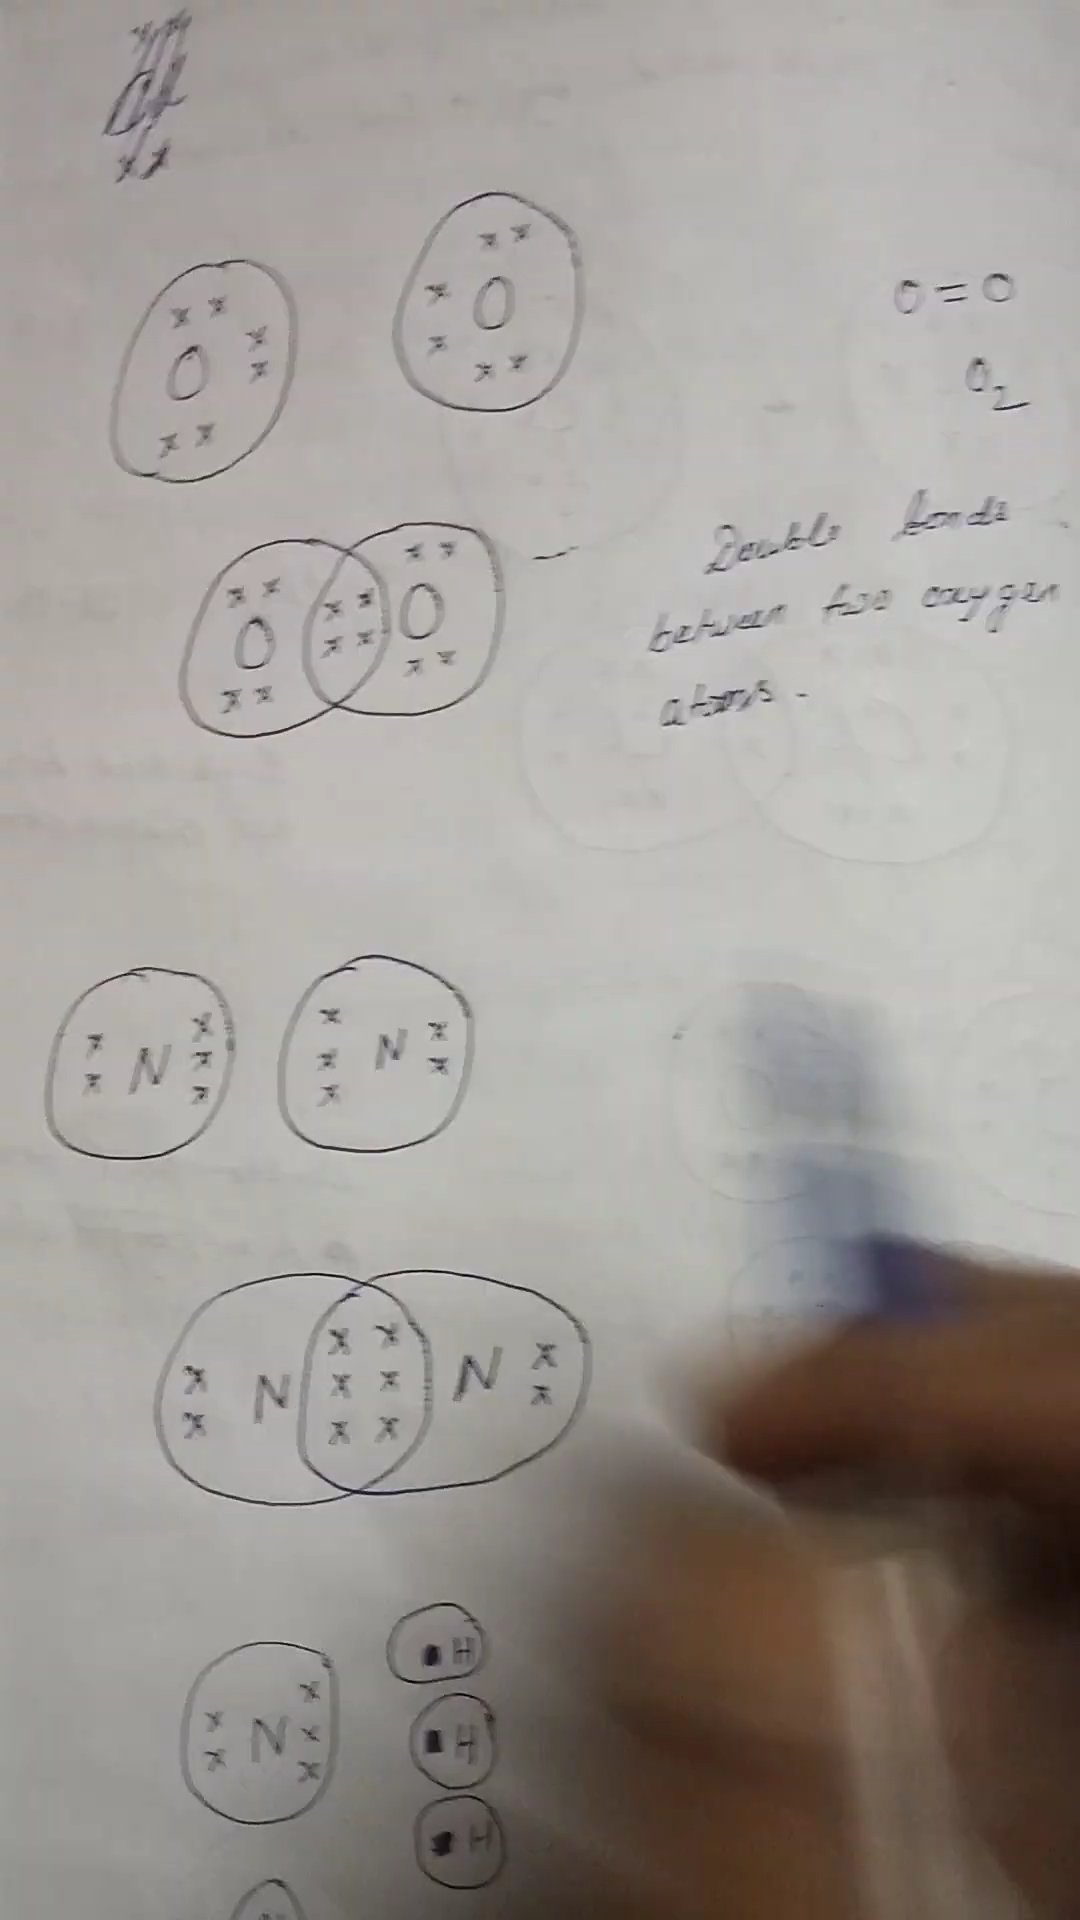 O
O
O = O
O2
O O
Double bonds
between two oxygen
atoms.
N N
N N
H
N H
H